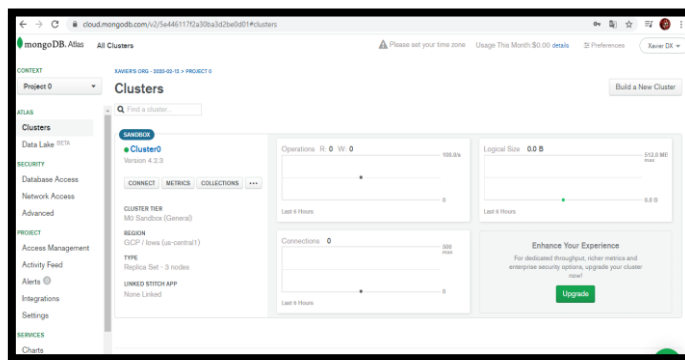 cloud.mongodb.com/v2/5e446117f2a30ba3d2be0d01#clusters
mongoDB. Atlas
All Clusters
Please set your time zone
Usage This Month:$0.00 details
Preferences
Xavier DX
CONTEXT
Project 0
ATLAS
Clusters
Data Lake BETA
SECURITY
Database Access
Network Access
Advanced
PROJECT
Access Management
Activity Feed
Alerts
Integrations
Settings
SERVICES
Charts
XAVIER'S ORG - 2020-02-12 > PROJECT 0
Clusters
Build a New Cluster
Find a cluster...
SANDBOX
Cluster0
Version 4.2.3
CONNECT METRICS COLLECTIONS ...
CLUSTER TIER
M0 Sandbox (General)
REGION
GCP / Iowa (us-central1)
TYPE
Replica Set - 3 nodes
LINKED STITCH APP
None Linked
Operations R: 0 W: 0
100.0/s
0
Last 6 Hours
Logical Size 0.0 B
512.0 MB
max
0.0 B
Last 6 Hours
Connections 0
500
max
0
Last 6 Hours
Enhance Your Experience
For dedicated throughput, richer metrics and
enterprise security options, upgrade your cluster
now!
Upgrade